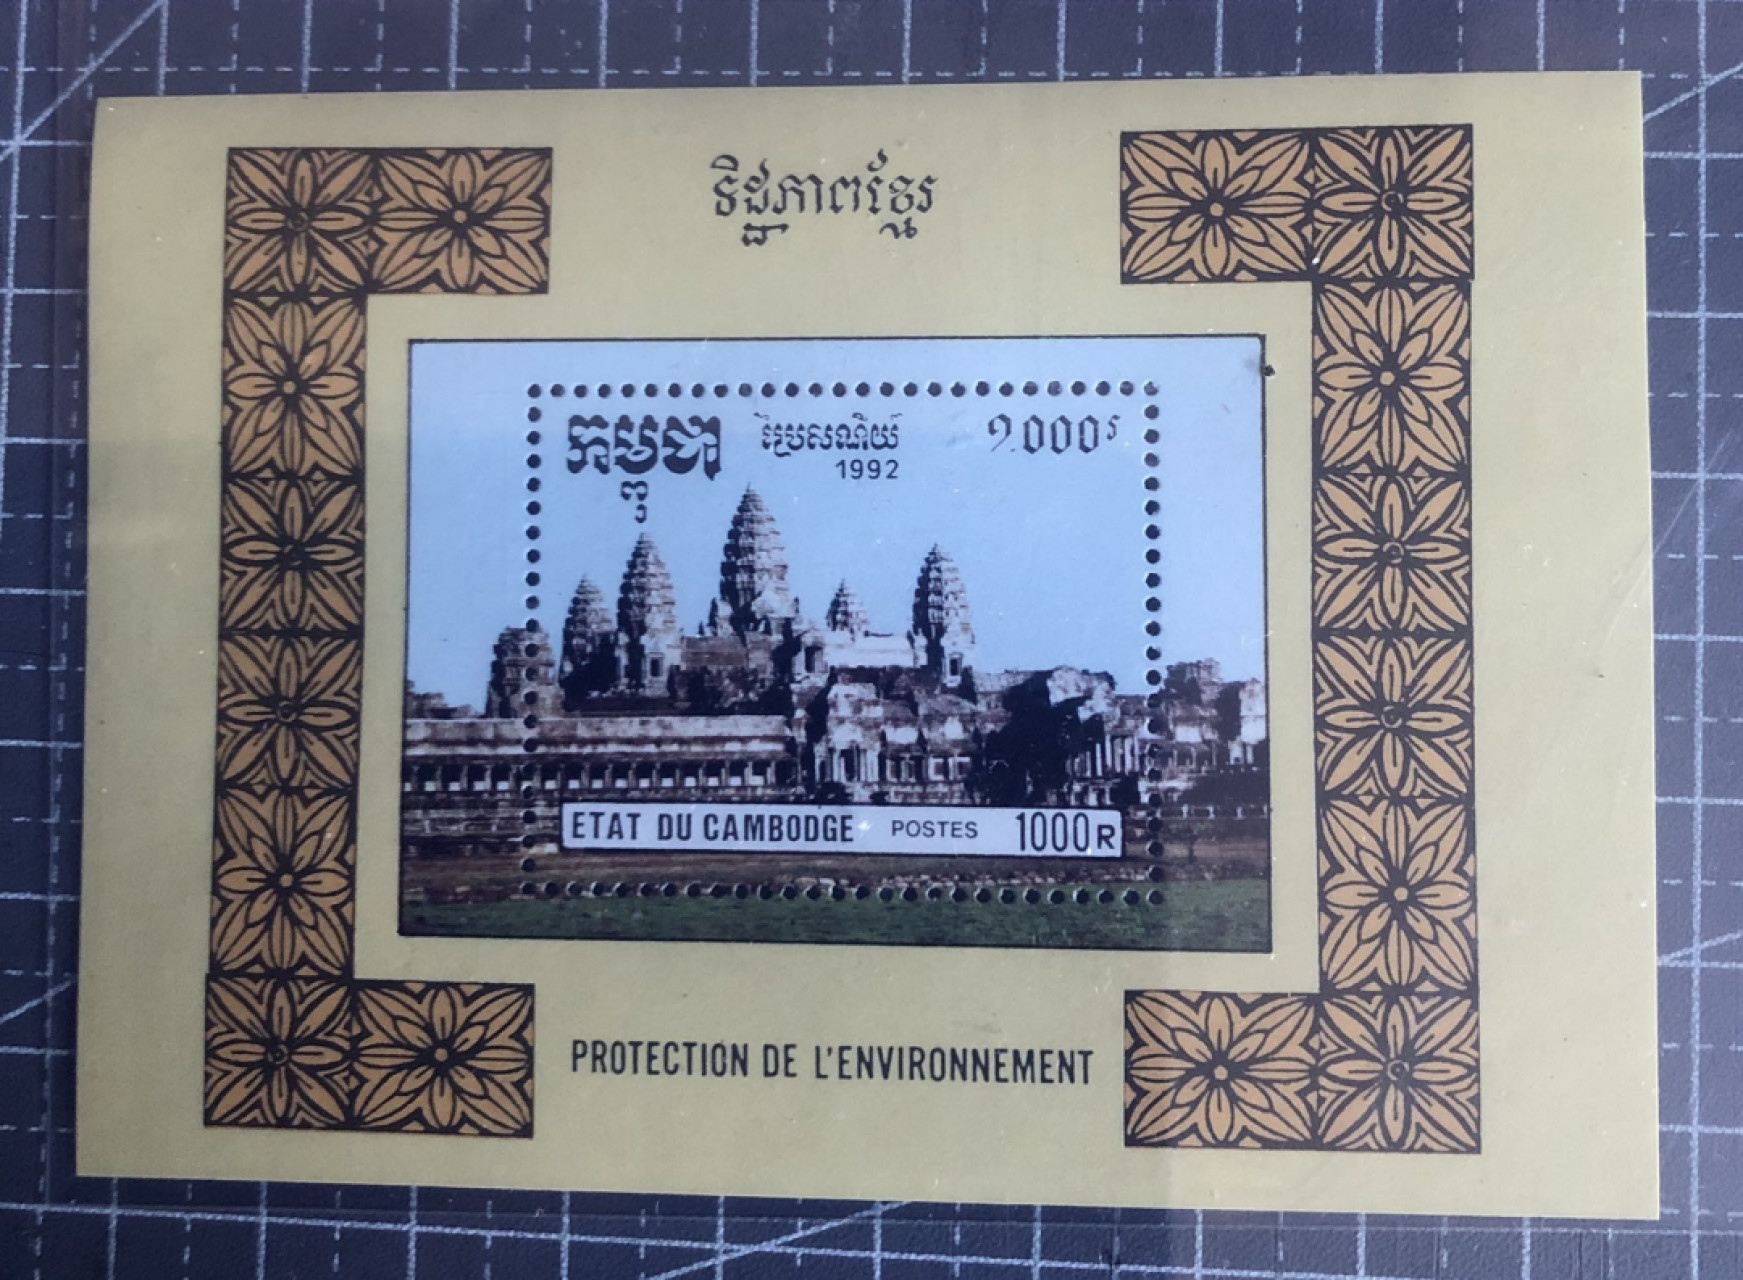 ទិដ្ឋភាពខ្មែរ
កម្ពុជា ប្រៃសណីយ៍ ១.០០០រ
1992
ETAT DU CAMBODGE POSTES 1000R
PROTECTION DE L'ENVIRONNEMENT